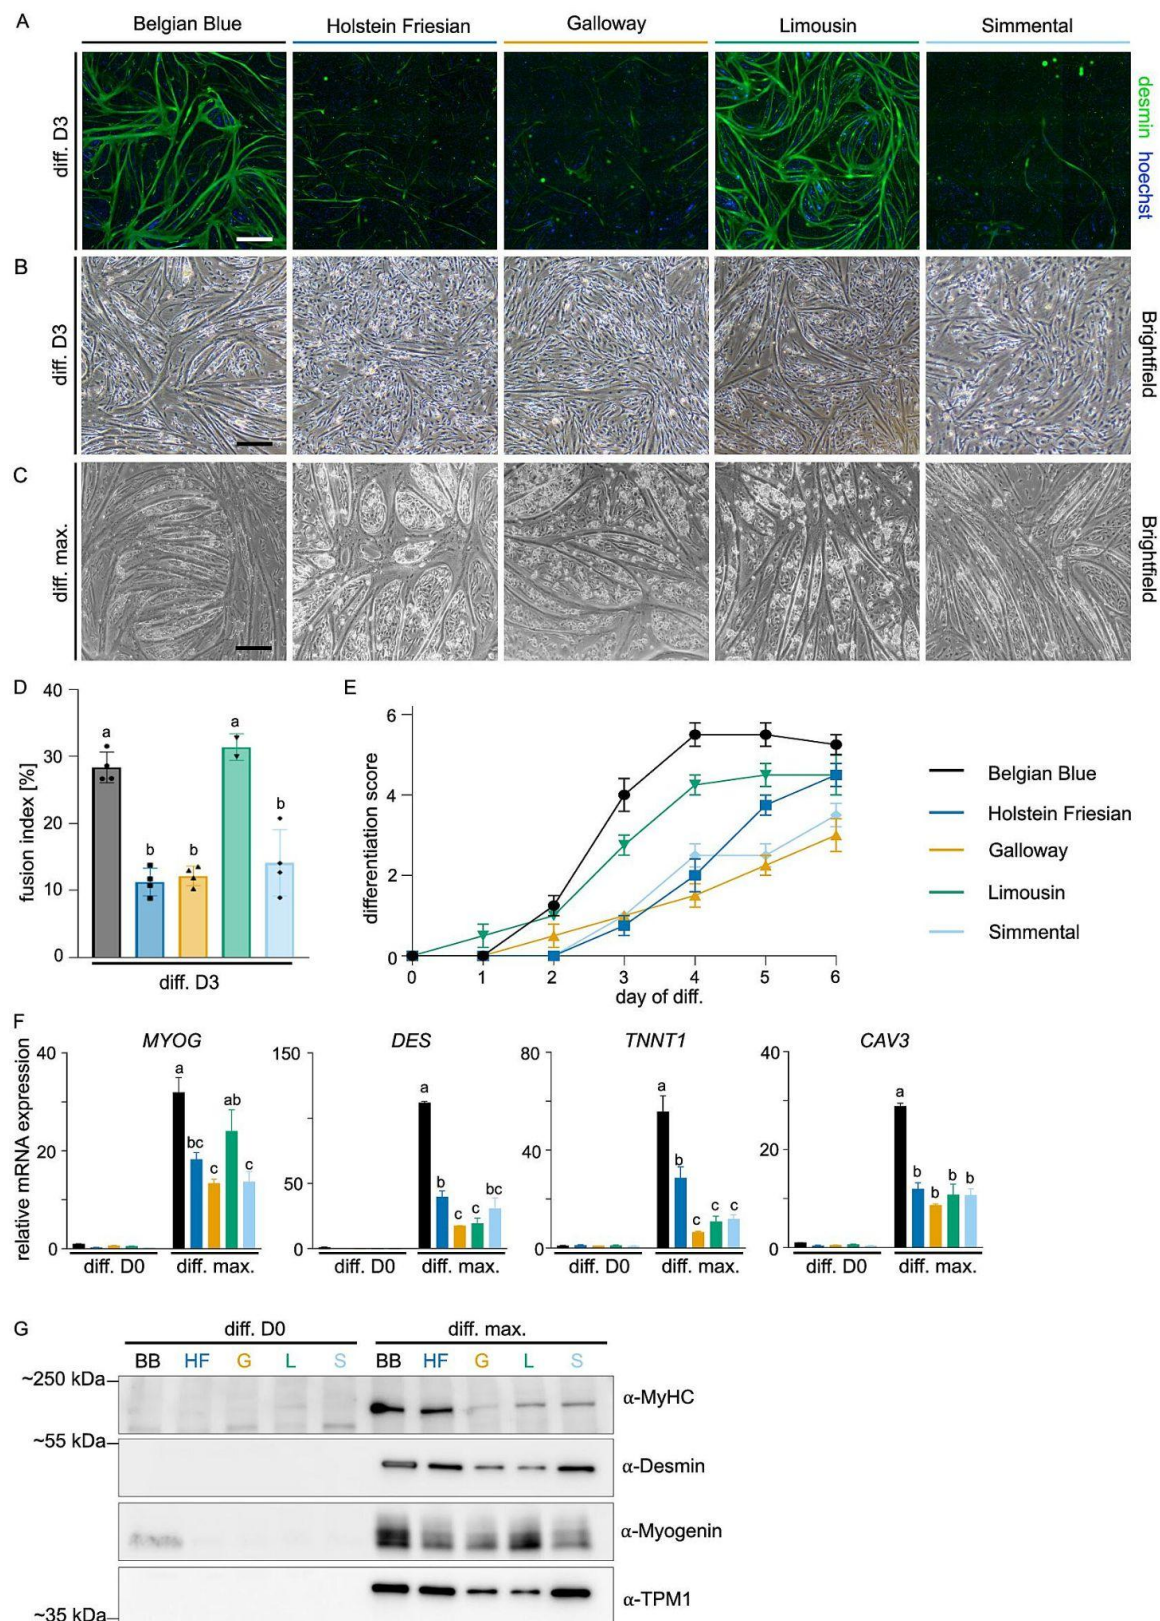 A
Belgian Blue
Holstein Friesian
Galloway
Limousin
Simmental
diff. D3
desmin hoechst
B
diff. D3
Brightfield
C
diff. max.
Brightfield
D
40
30
20
10
0
fusion index [%]
a
b
b
a
b
diff. D3
E
6
4
2
0
differentiation score
0 1 2 3 4 5 6
day of diff.
Belgian Blue
Holstein Friesian
Galloway
Limousin
Simmental
F
relative mRNA expression
MYOG
40
20
0
a
bc
c
ab
c
diff. D0
diff. max.
DES
150
50
0
a
b
c
c
bc
diff. D0
diff. max.
TNNT1
80
40
0
a
b
c
c
c
diff. D0
diff. max.
CAV3
40
20
0
a
b
b
b
b
diff. D0
diff. max.
G
diff. D0
diff. max.
BB HF G L S BB HF G L S
~250 kDa
α-MyHC
~55 kDa
α-Desmin
α-Myogenin
α-TPM1
~35 kDa